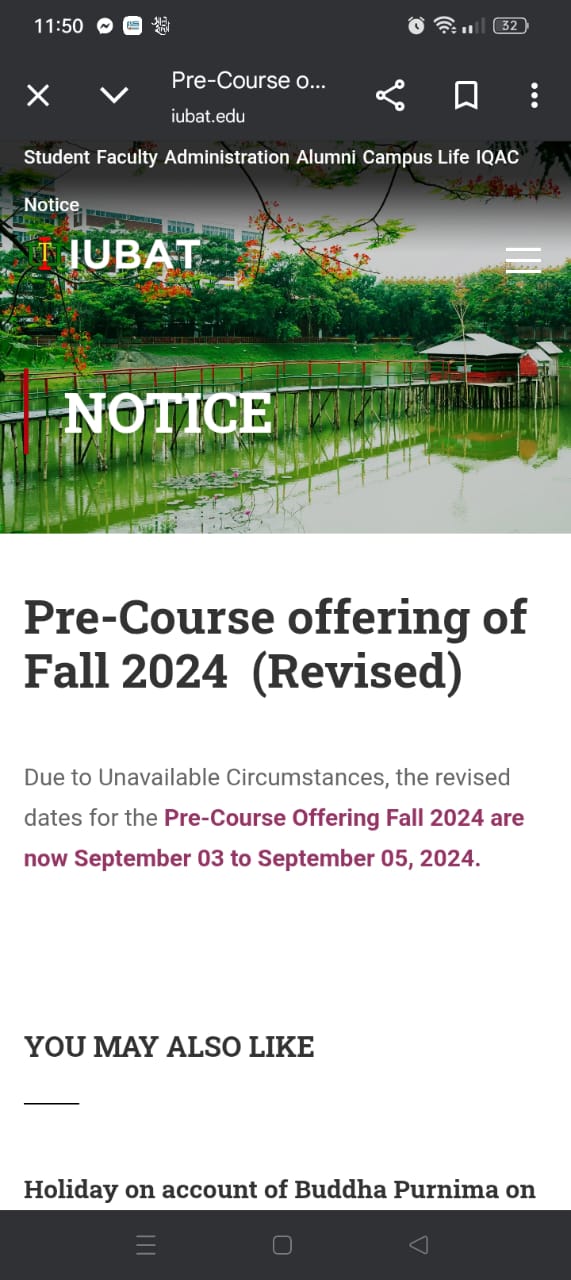 11:50
32
Pre-Course o...
iubat.edu
Student Faculty Administration Alumni Campus Life IQAC
Notice
IUBAT
NOTICE
Pre-Course offering of
Fall 2024 (Revised)
Due to Unavailable Circumstances, the revised
dates for the Pre-Course Offering Fall 2024 are
now September 03 to September 05, 2024.
YOU MAY ALSO LIKE
Holiday on account of Buddha Purnima on